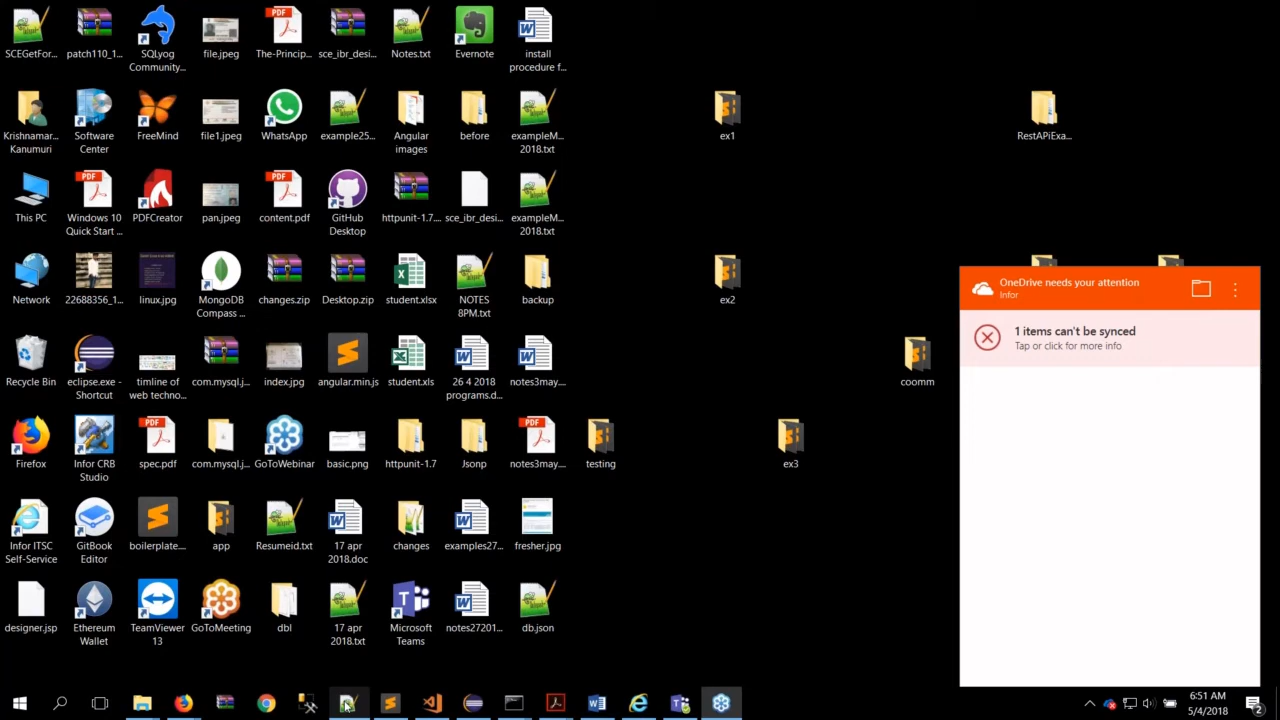 SCEGetFor...
patch110_1...
SQLyog
Community...
file.jpeg
The-Princip...
sce_ibr_desi...
Notes.txt
Evernote
install
procedure f...
Krishnamar...
Kanumuri
Software
Center
FreeMind
file1.jpeg
WhatsApp
example25...
Angular
images
before
exampleM...
2018.txt
ex1
RestAPiExa...
This PC
PDF
Windows 10
Quick Start ...
PDFCreator
pan.jpeg
PDF
content.pdf
GitHub
Desktop
httpunit-1.7....
sce_ibr_desi...
exampleM...
2018.txt
Network
22688356_1...
linux.jpg
MongoDB
Compass ...
changes.zip
Desktop.zip
student.xlsx
NOTES
8PM.txt
backup
ex2
OneDrive needs your attention
Infor
1 items can't be synced
Tap or click for more info
Recycle Bin
eclipse.exe -
Shortcut
timline of
web techno...
com.mysql.j...
index.jpg
angular.min.js
student.xls
26 4 2018
programs.d...
notes3may....
coomm
Firefox
Infor CRB
Studio
PDF
spec.pdf
com.mysql.j...
GoToWebinar
basic.png
httpunit-1.7
Jsonp
PDF
notes3may....
testing
ex3
Infor ITSC
Self-Service
GitBook
Editor
boilerplate....
app
Resumeid.txt
17 apr
2018.doc
changes
examples27...
fresher.jpg
designer.jsp
Ethereum
Wallet
TeamViewer
13
GoToMeeting
dbl
17 apr
2018.txt
Microsoft
Teams
notes27201...
db.json
6:51 AM
5/4/2018
2